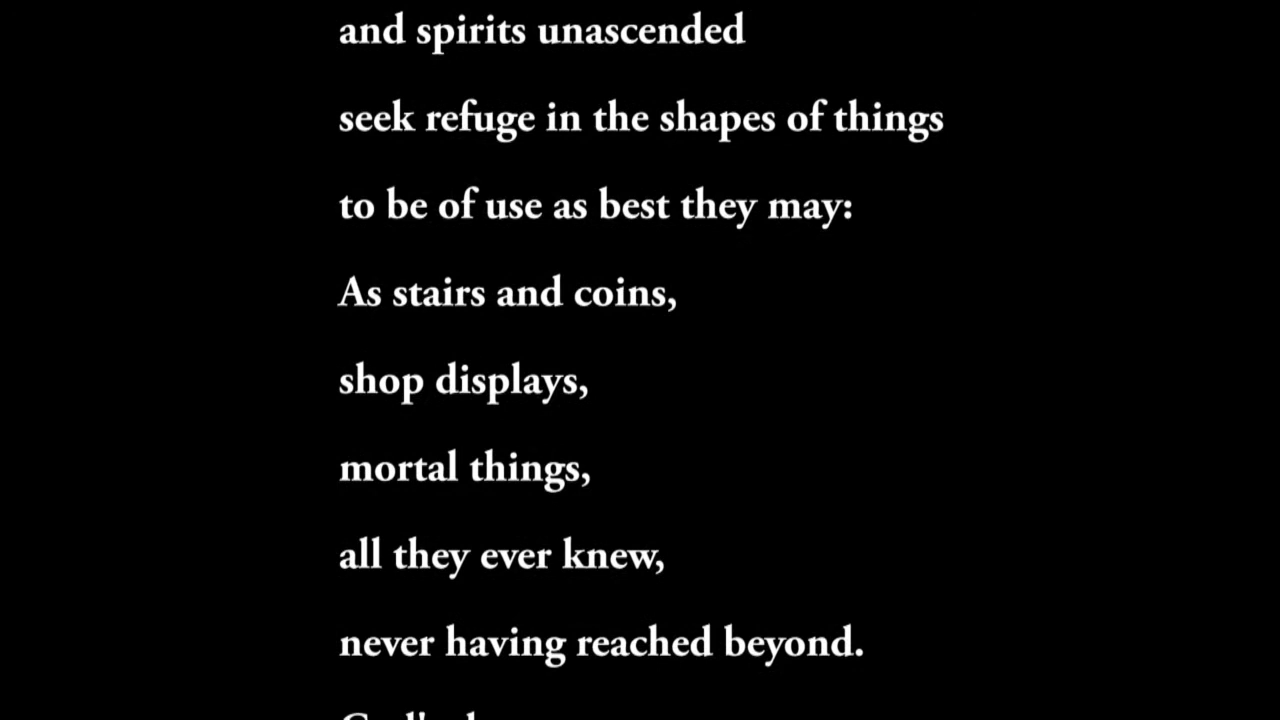 and spirits unascended
seek refuge in the shapes of things
to be of use as best they may:
As stairs and coins,
shop displays,
mortal things,
all they ever knew,
never having reached beyond.